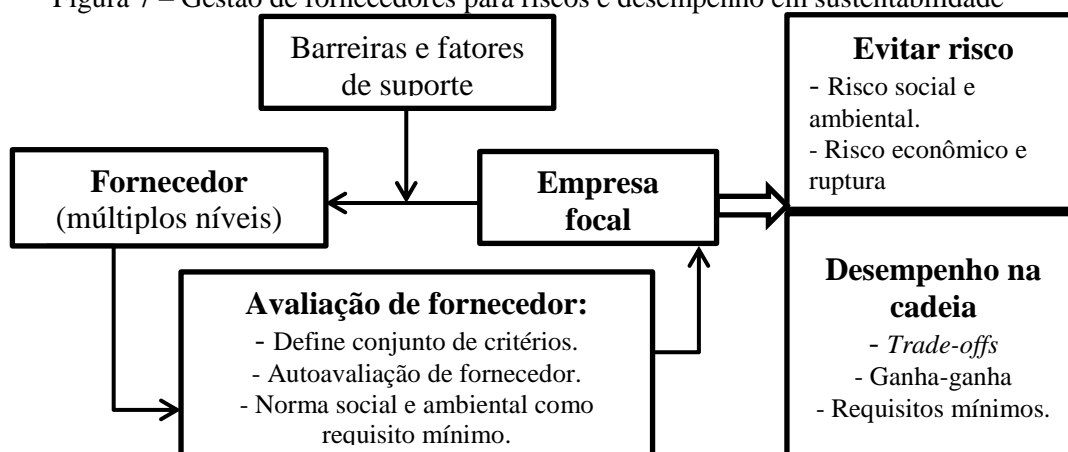 Figura 7 – Gestão de fornecedores para riscos e desempenho em sustentabilidade
Barreiras e fatores
de suporte
Evitar risco
- Risco social e
ambiental.
- Risco econômico e
ruptura
Fornecedor
(múltiplos níveis)
Empresa
focal
Avaliação de fornecedor:
- Define conjunto de critérios.
- Autoavaliação de fornecedor.
- Norma social e ambiental como
requisito mínimo.
Desempenho na
cadeia
- Trade-offs
- Ganha-ganha
- Requisitos mínimos.